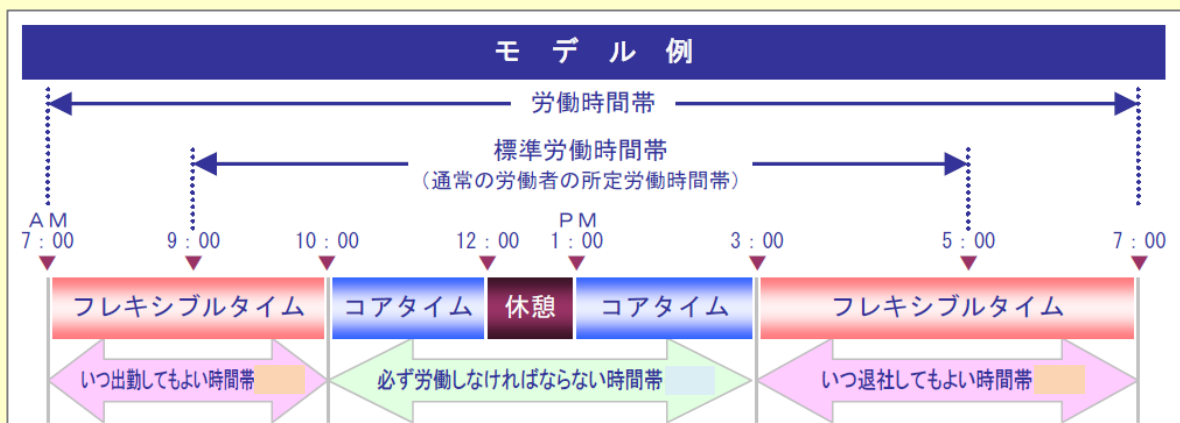 モデル例
労働時間帯
標準労働時間帯
（通常の労働者の所定労働時間帯）
ＡＭ ＰＭ
7：00 9：00 10：00 12：00 1：00 3：00 5：00 7：00
フレキシブルタイム コアタイム 休憩 コアタイム フレキシブルタイム
いつ出勤してもよい時間帯 必ず労働しなければならない時間帯 いつ退社してもよい時間帯